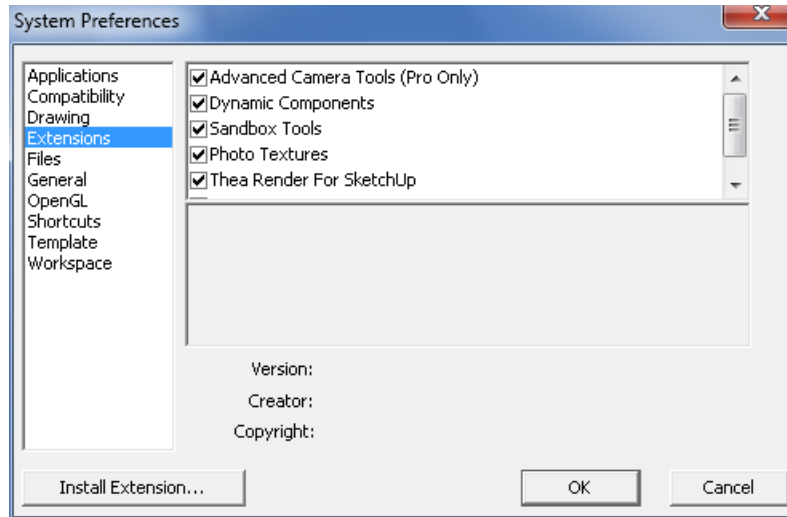 System Preferences
Applications
Compatibility
Drawing
Extensions
Files
General
OpenGL
Shortcuts
Template
Workspace
Advanced Camera Tools (Pro Only)
Dynamic Components
Sandbox Tools
Photo Textures
Thea Render For SketchUp
Version:
Creator:
Copyright:
Install Extension...
OK
Cancel